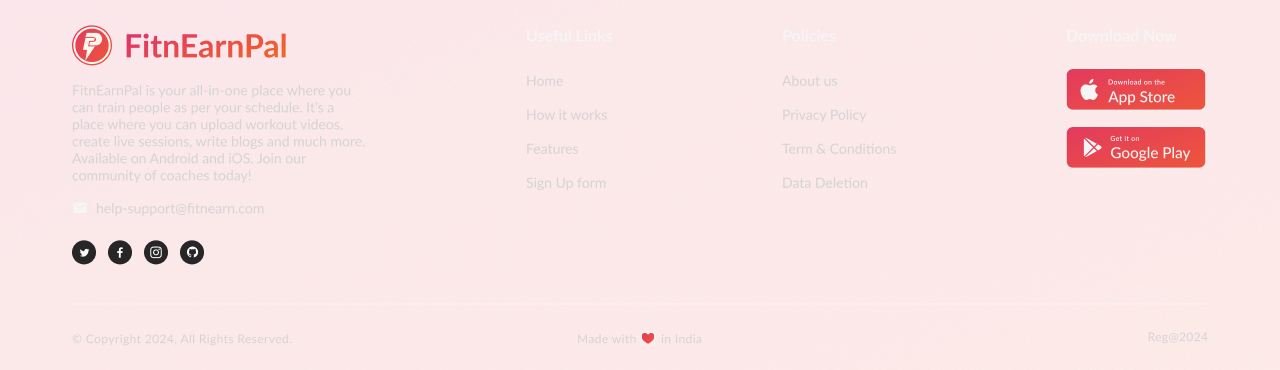 FitnEarnPal
FitnEarnPal is your all-in-one place where you
can train people as per your schedule. It's a
place where you can upload workout videos,
create live sessions, write blogs and much more.
Available on Android and iOS. Join our
community of coaches today!
help-support@fitnearn.com
Useful Links
Home
How it works
Features
Sign Up form
Policies
About us
Privacy Policy
Term & Conditions
Data Deletion
Download Now
Download on the
App Store
Get it on
Google Play
© Copyright 2024, All Rights Reserved.
Made with ❤ in India
Reg@2024